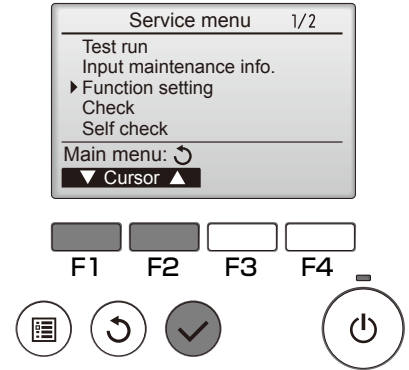 Service menu 1/2
Test run
Input maintenance info.
Function setting
Check
Self check
Main menu:
Cursor
F1 F2 F3 F4